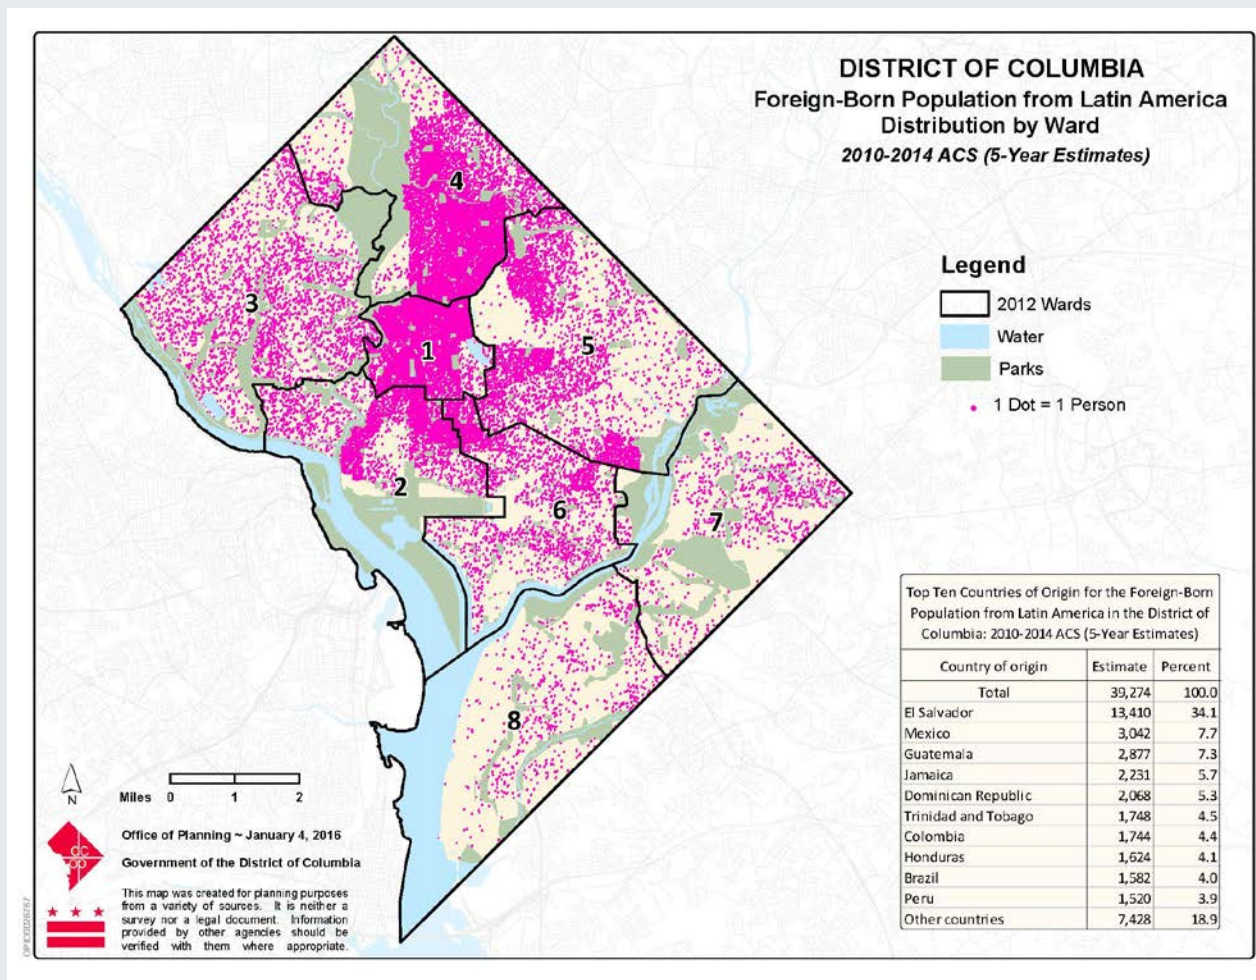 DISTRICT OF COLUMBIA
Foreign-Born Population from Latin America
Distribution by Ward
2010-2014 ACS (5-Year Estimates)
4
3
5
1
2
6
7
8
Legend
2012 Wards
Water
Parks
1 Dot = 1 Person
Top Ten Countries of Origin for the Foreign-Born
Population from Latin America in the District of
Columbia: 2010-2014 ACS (5-Year Estimates)
Country of origin Estimate Percent
Total 39,274 100.0
El Salvador 13,410 34.1
Mexico 3,042 7.7
Guatemala 2,877 7.3
Jamaica 2,231 5.7
Dominican Republic 2,068 5.3
Trinidad and Tobago 1,748 4.5
Colombia 1,744 4.4
Honduras 1,624 4.1
Brazil 1,582 4.0
Peru 1,520 3.9
Other countries 7,428 18.9
N
Miles 0 1 2
dc
op
Office of Planning ~ January 4, 2016
Government of the District of Columbia
This map was created for planning purposes
from a variety of sources. It is neither a
survey nor a legal document. Information
provided by other agencies should be
verified with them where appropriate.